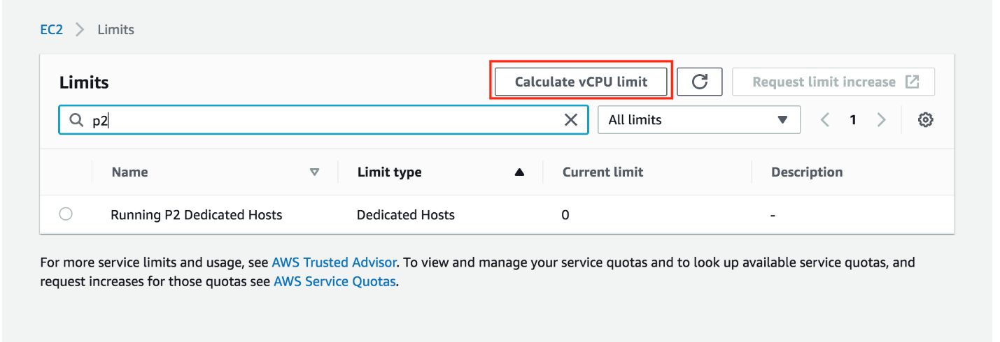 EC2 > Limits
Limits
Calculate vCPU limit
Request limit increase
p2
All limits
1
Name Limit type Current limit Description
Running P2 Dedicated Hosts Dedicated Hosts 0 -
For more service limits and usage, see AWS Trusted Advisor. To view and manage your service quotas and to look up available service quotas, and
request increases for those quotas see AWS Service Quotas.